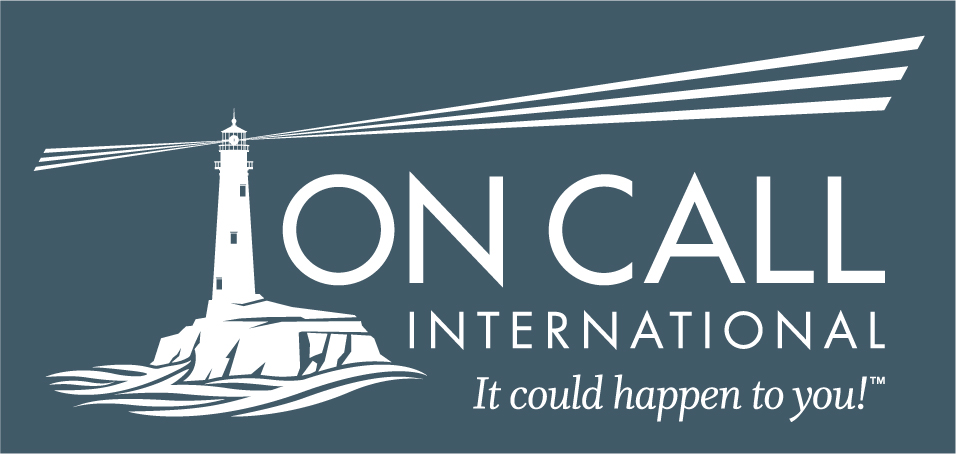 ON CALL
INTERNATIONAL
It could happen to you!™